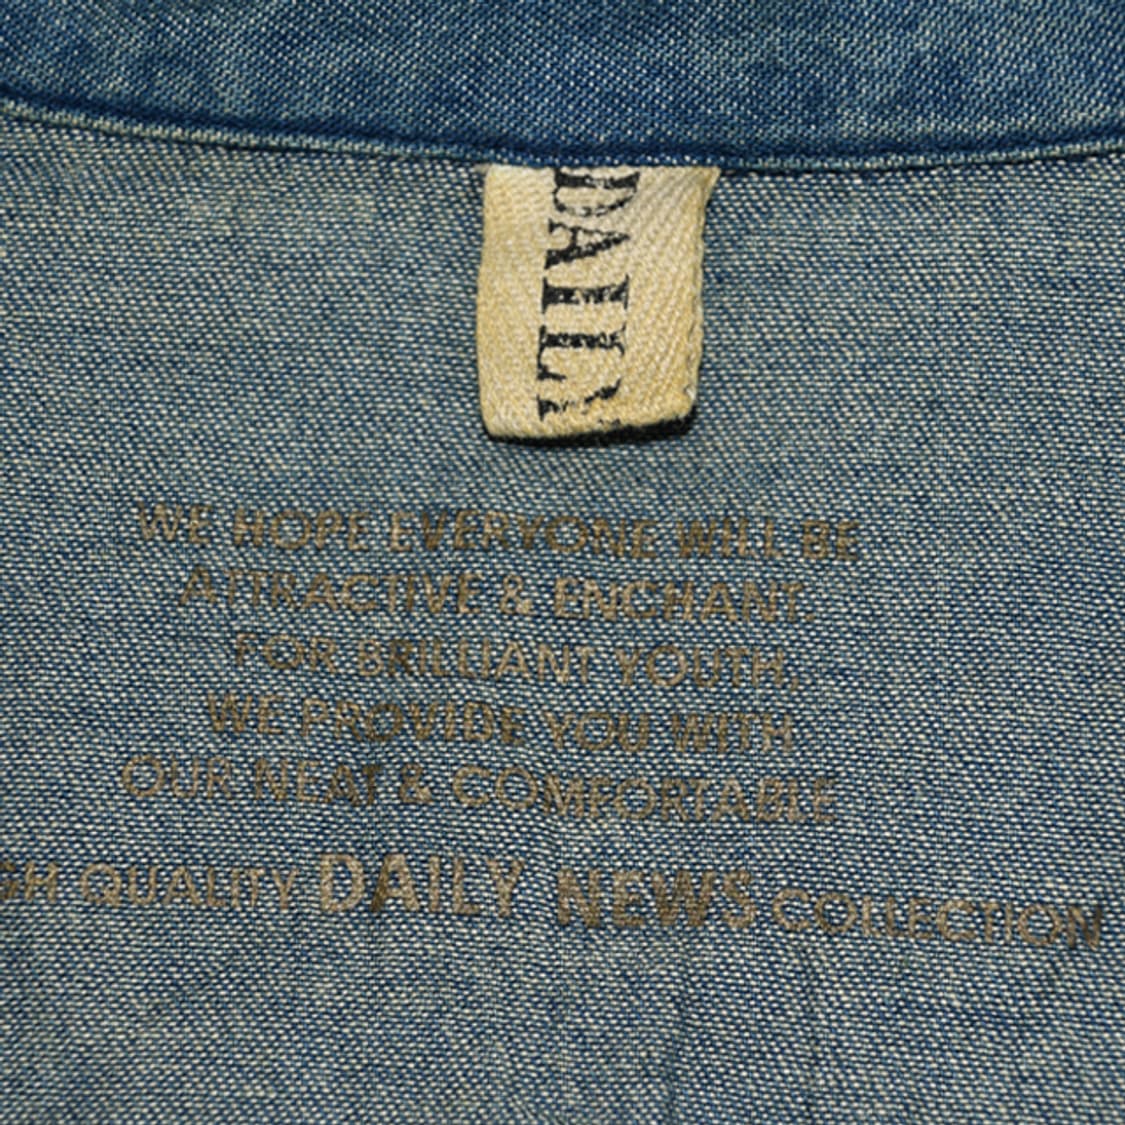 DAILY
WE HOPE EVERYONE WILL BE
ATTRACTIVE & ENCHANT.
FOR BRILLIANT YOUTH,
WE PROVIDE YOU WITH
OUR NEAT & COMFORTABLE
GH QUALITY DAILY NEWS COLLECTION